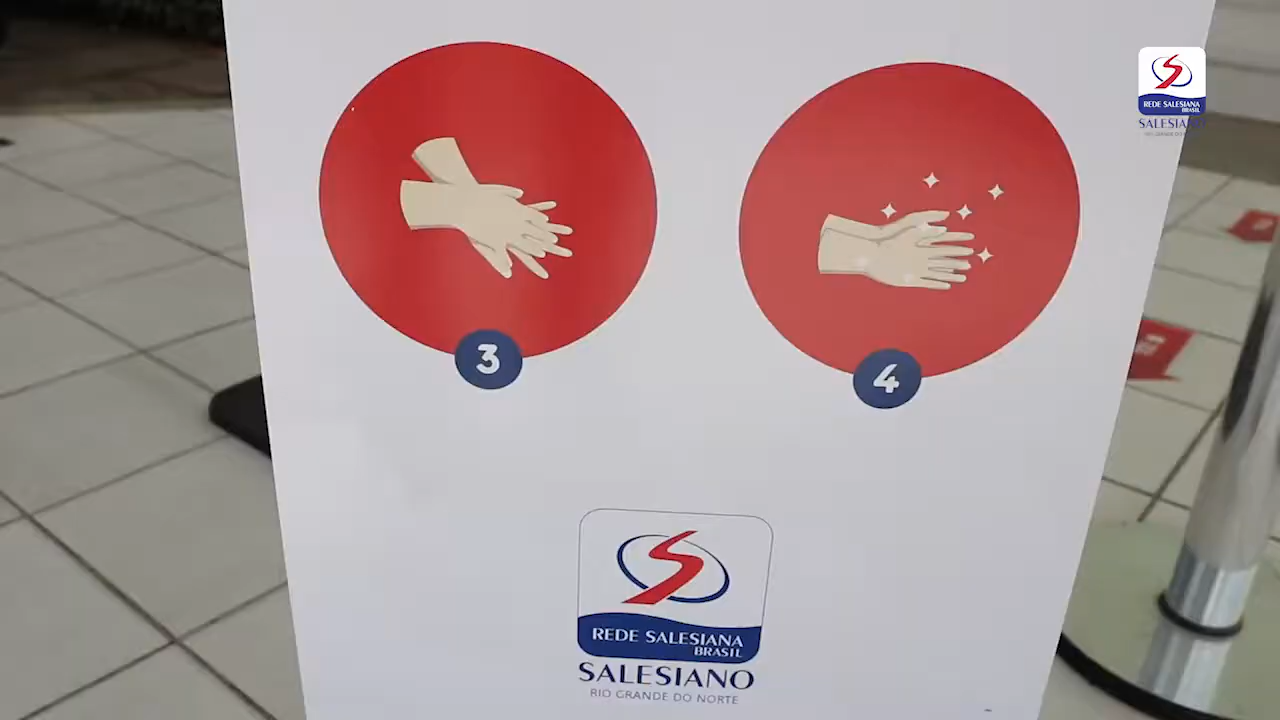 3
4
REDE SALESIANA
BRASIL
SALESIANO
RIO GRANDE DO NORTE
REDE SALESIANA
BRASIL
SALESIANO